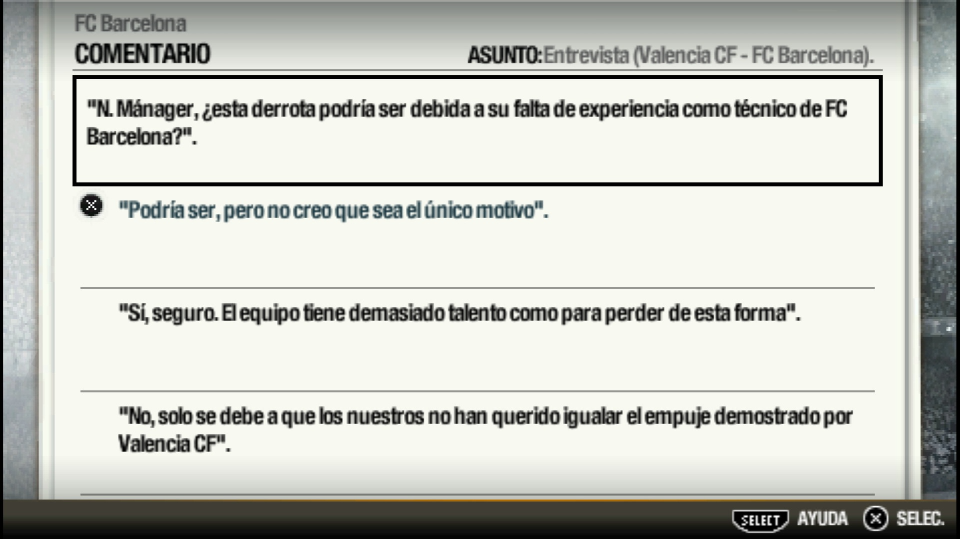 FC Barcelona
COMENTARIO
ASUNTO:Entrevista (Valencia CF - FC Barcelona).
"N. Mánager, ¿esta derrota podría ser debida a su falta de experiencia como técnico de FC
Barcelona?".
"Podría ser, pero no creo que sea el único motivo".
"Sí, seguro. El equipo tiene demasiado talento como para perder de esta forma".
"No, solo se debe a que los nuestros no han querido igualar el empuje demostrado por
Valencia CF".
SELECT AYUDA SELEC.